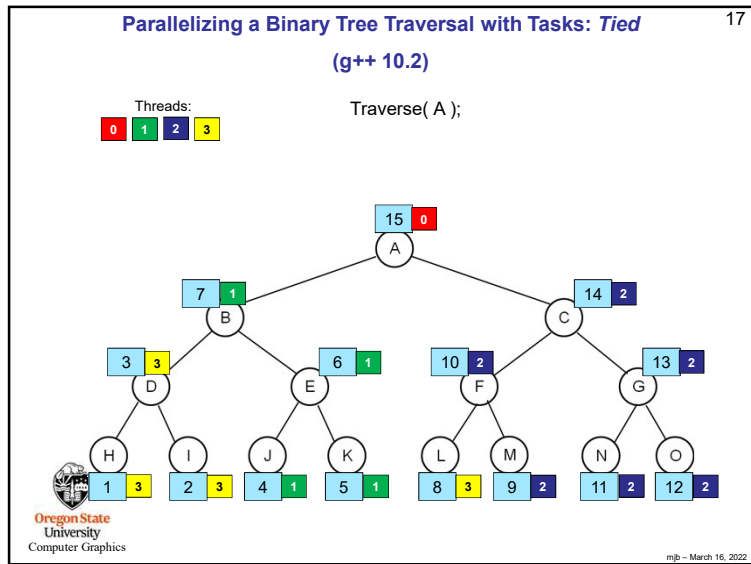 Parallelizing a Binary Tree Traversal with Tasks: Tied
17
(g++ 10.2)
Threads:
0 1 2 3
Traverse( A );
15 0
A
7 1
14 2
B
C
3 3
6 1
10 2
13 2
D
E
F
G
H
I
J
K
L
M
N
O
1 3
2 3
4 1
5 1
8 3
9 2
11 2
12 2
Oregon State
University
Computer Graphics
mjb – March 16, 2022